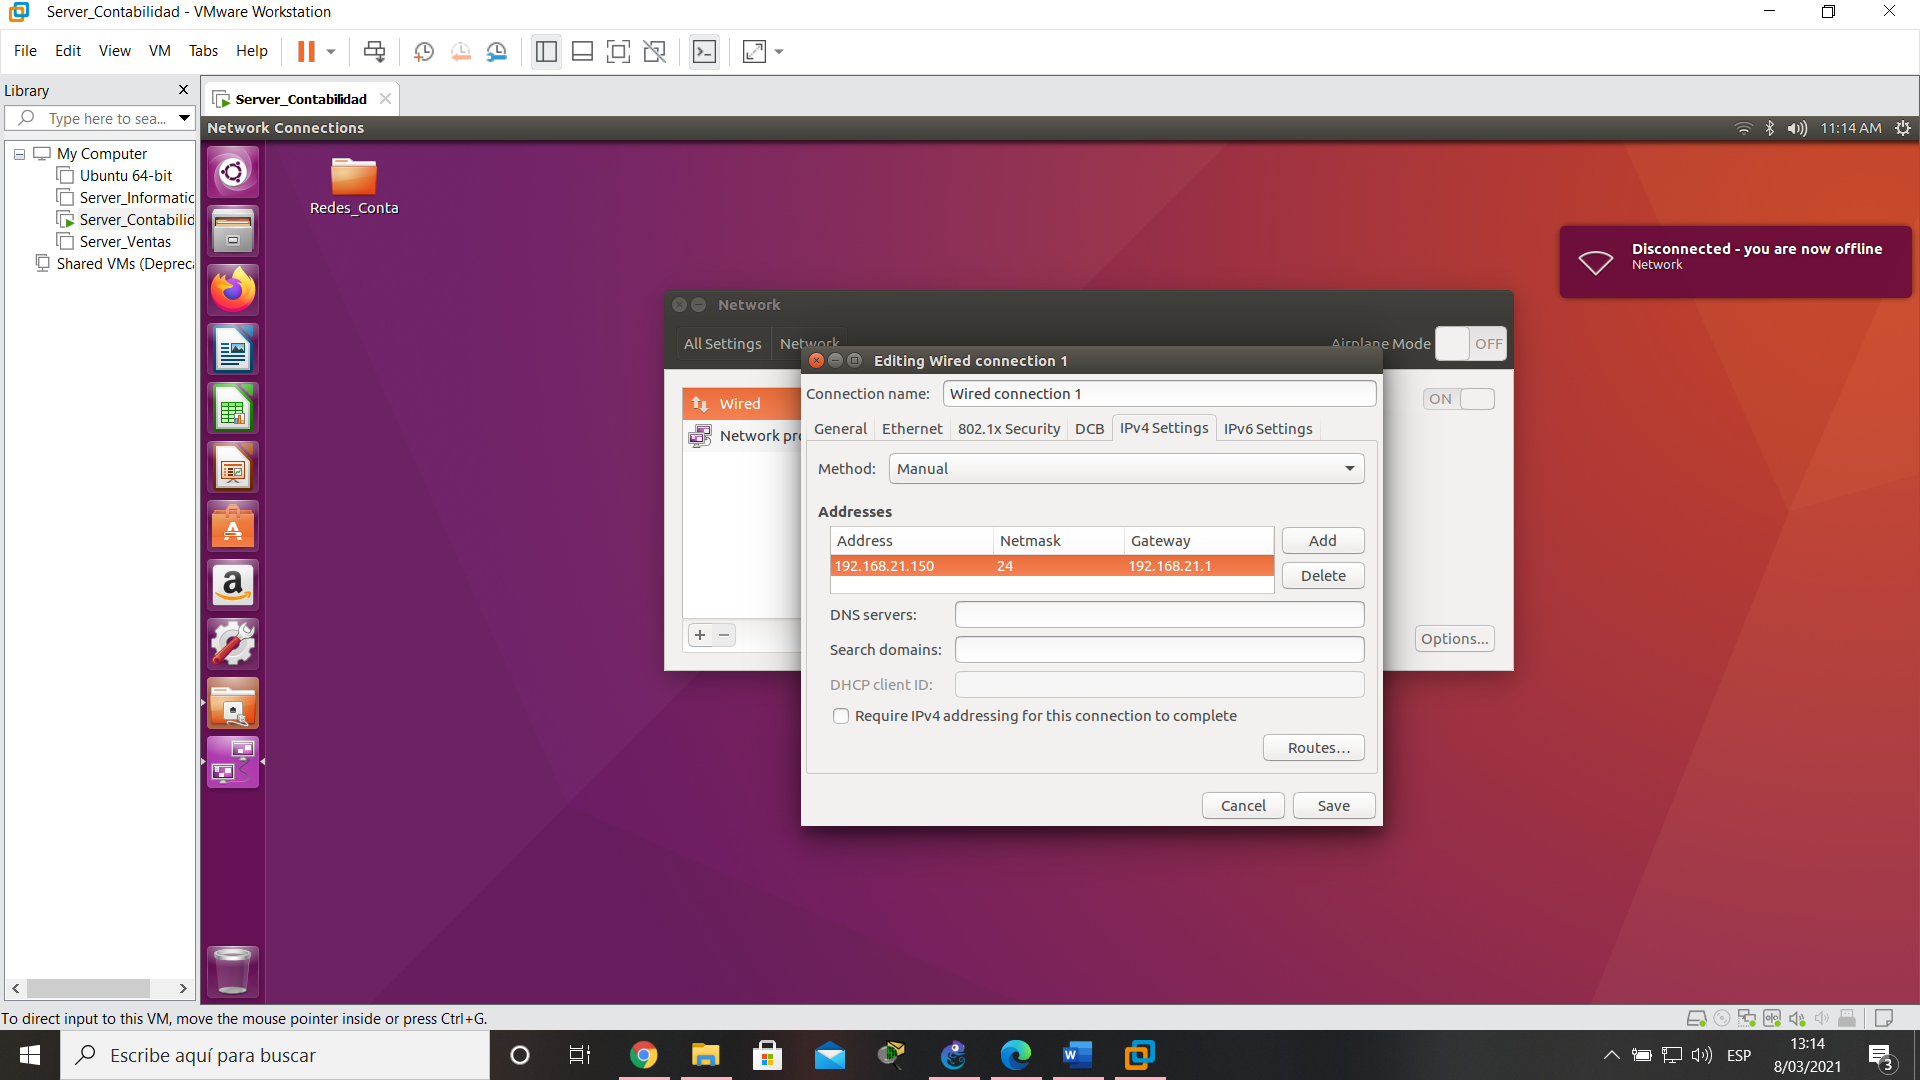 Server_Contabilidad - VMware Workstation
File Edit View VM Tabs Help
Library
Type here to sea...
My Computer
Ubuntu 64-bit
Server_Informatic
Server_Contabilid
Server_Ventas
Shared VMs (Depreca
Server_Contabilidad
Network Connections
11:14 AM
Redes_Conta
Disconnected - you are now offline
Network
Network
All Settings Network
Airplane Mode OFF
Wired
Network pro
ON
Options...
Editing Wired connection 1
Connection name: Wired connection 1
General Ethernet 802.1x Security DCB IPv4 Settings IPv6 Settings
Method: Manual
Addresses
Address Netmask Gateway
192.168.21.150 24 192.168.21.1
Add
Delete
DNS servers:
Search domains:
DHCP client ID:
Require IPv4 addressing for this connection to complete
Routes...
Cancel Save
To direct input to this VM, move the mouse pointer inside or press Ctrl+G.
Escribe aquí para buscar
ESP
13:14
8/03/2021
3